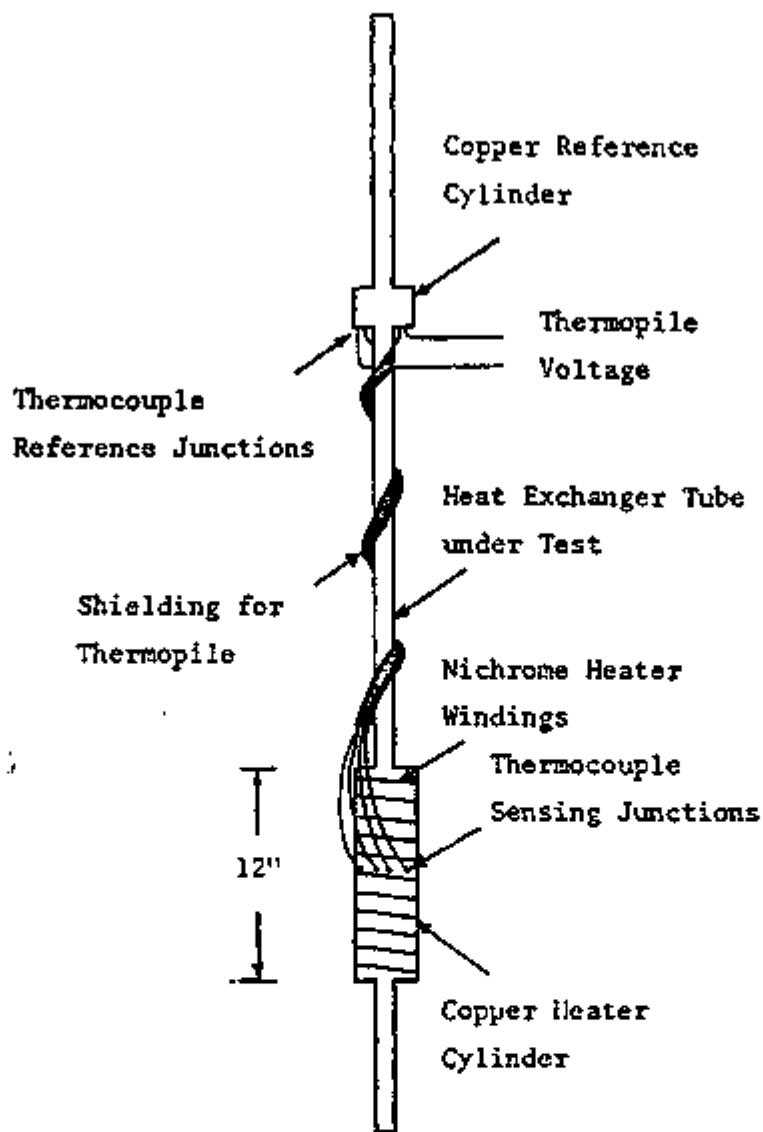 Copper Reference
Cylinder
Thermopile
Voltage
Thermocouple
Reference Junctions
Heat Exchanger Tube
under Test
Shielding for
Thermopile
Nichrome Heater
Windings
Thermocouple
Sensing Junctions
12"
Copper Heater
Cylinder